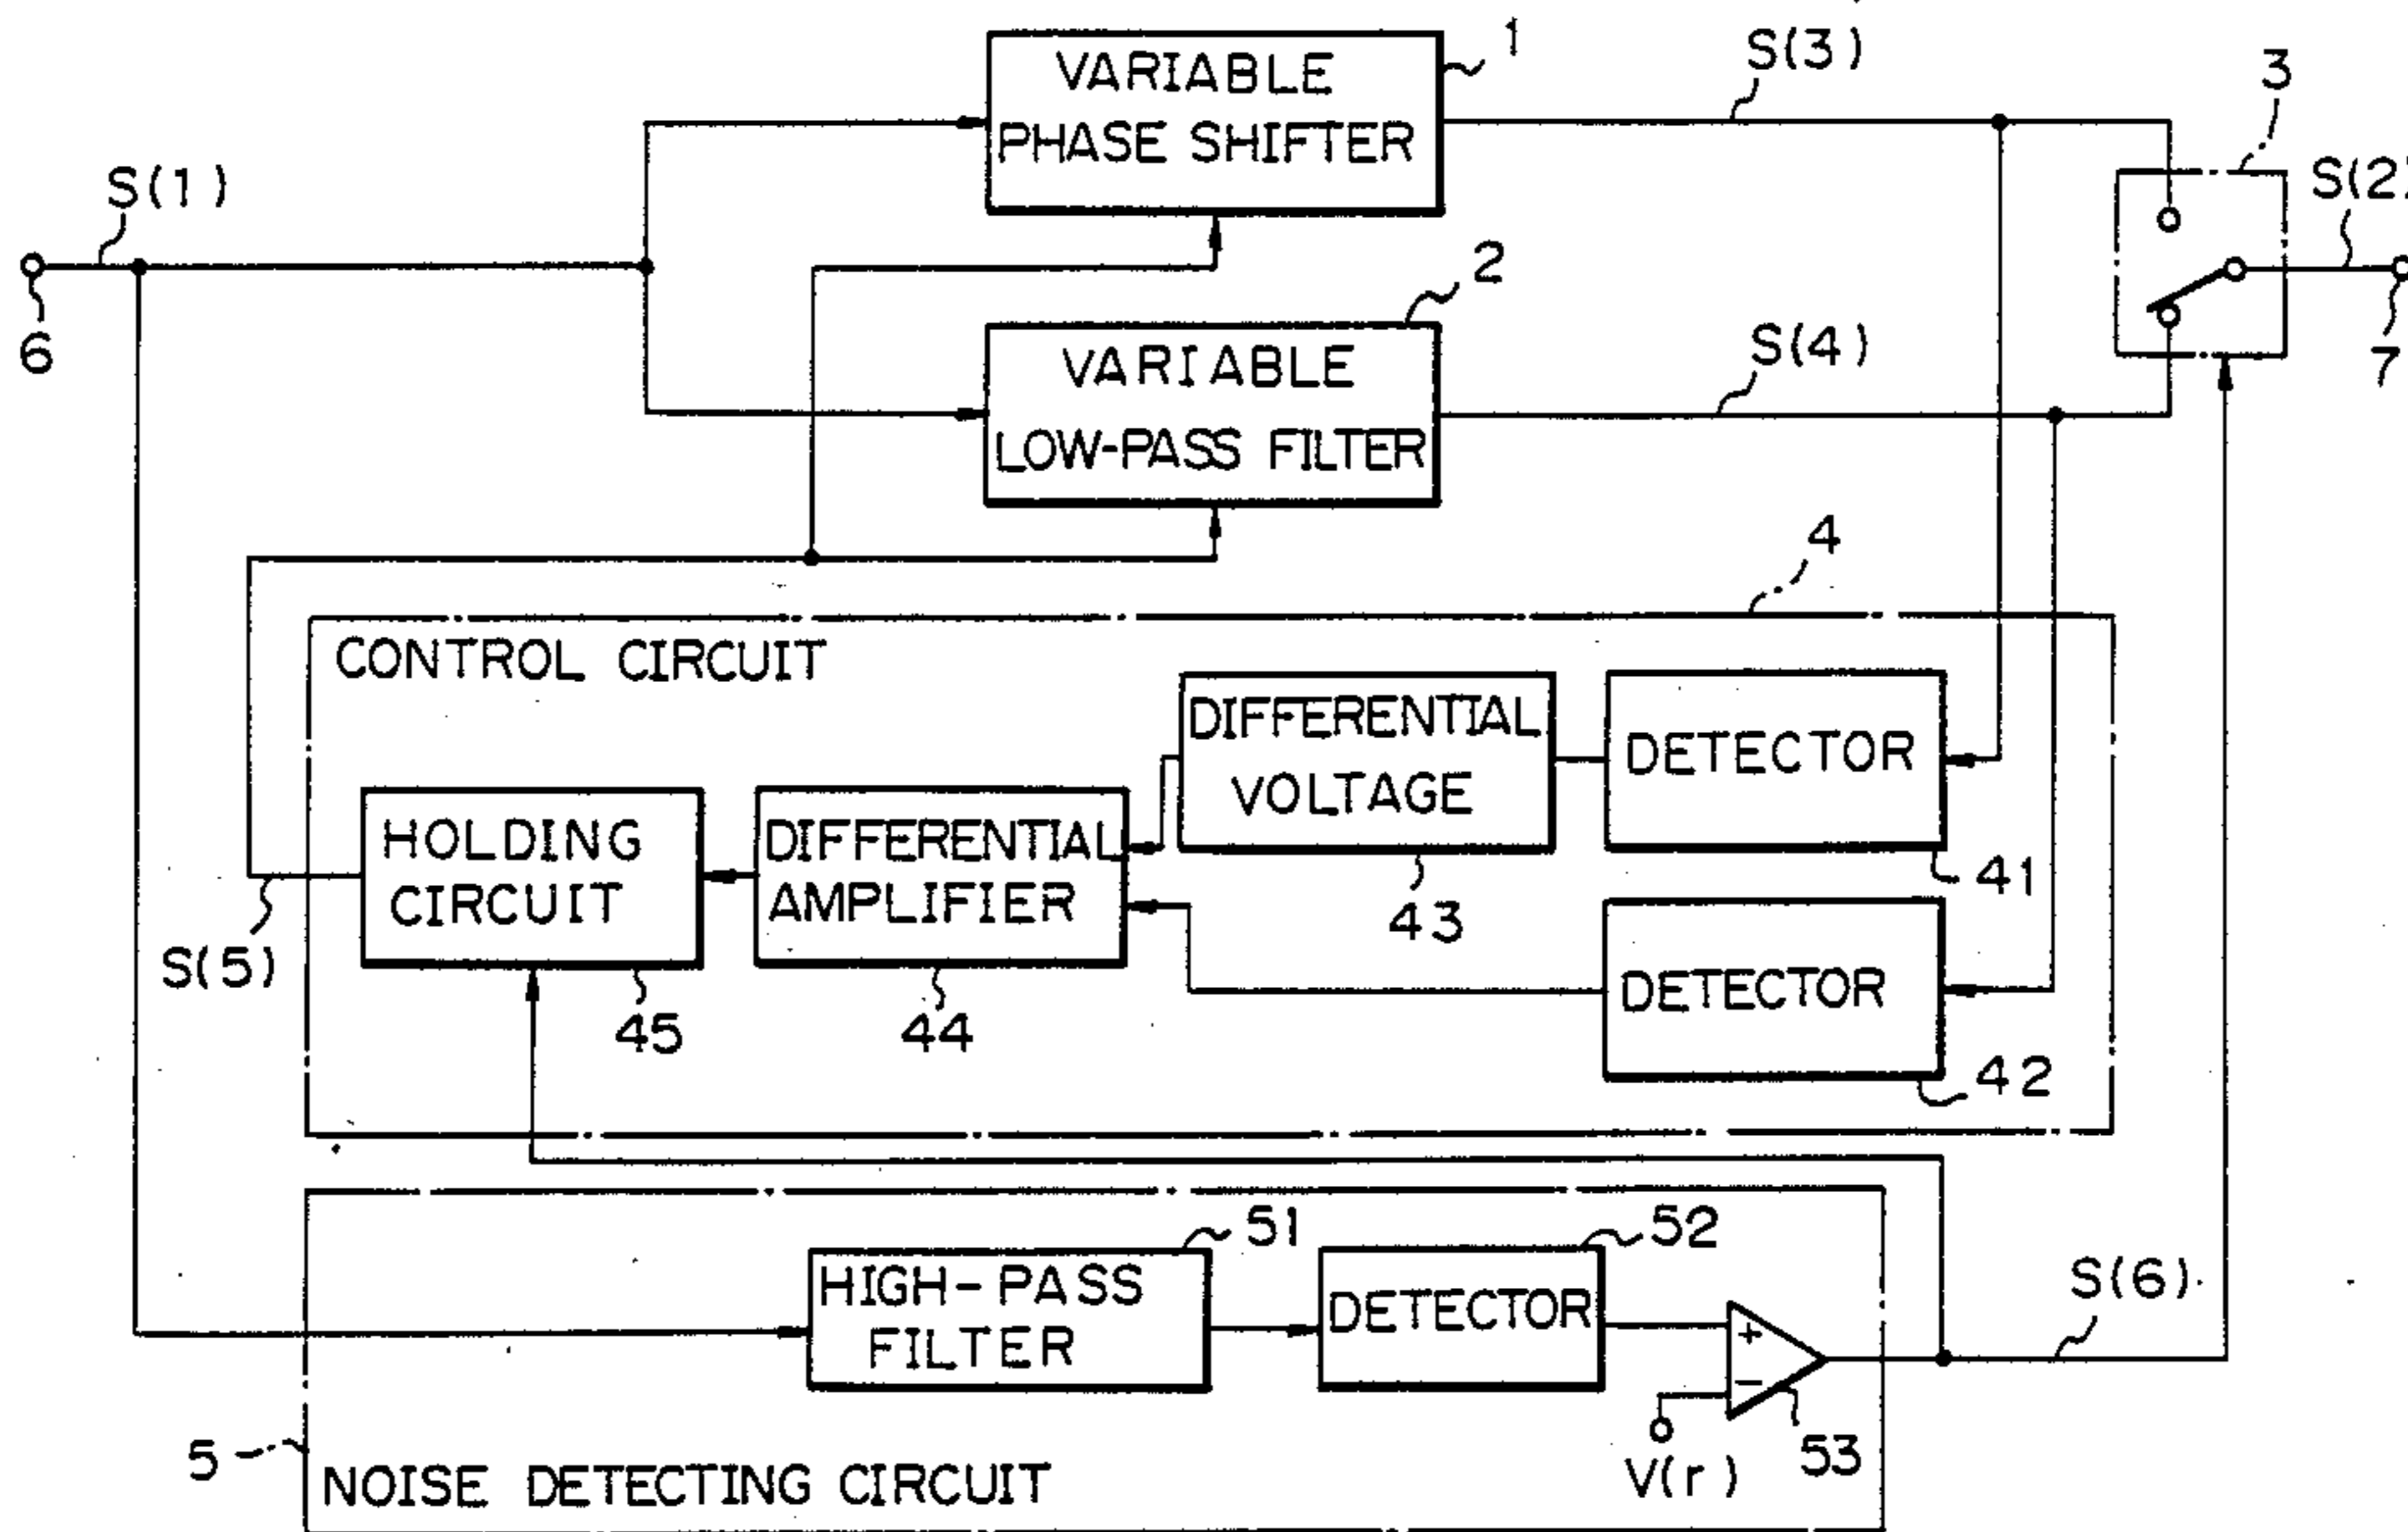 1
VARIABLE
PHASE SHIFTER
S(3)
3
S(1)
S(2)
6
7
2
VARIABLE
LOW-PASS FILTER
S(4)
4
CONTROL CIRCUIT
DIFFERENTIAL
VOLTAGE
43
DETECTOR
41
HOLDING
CIRCUIT
45
DIFFERENTIAL
AMPLIFIER
44
S(5)
DETECTOR
42
51
HIGH-PASS
FILTER
52
DETECTOR
+
−
53
V(r)
S(6)
5
NOISE DETECTING CIRCUIT